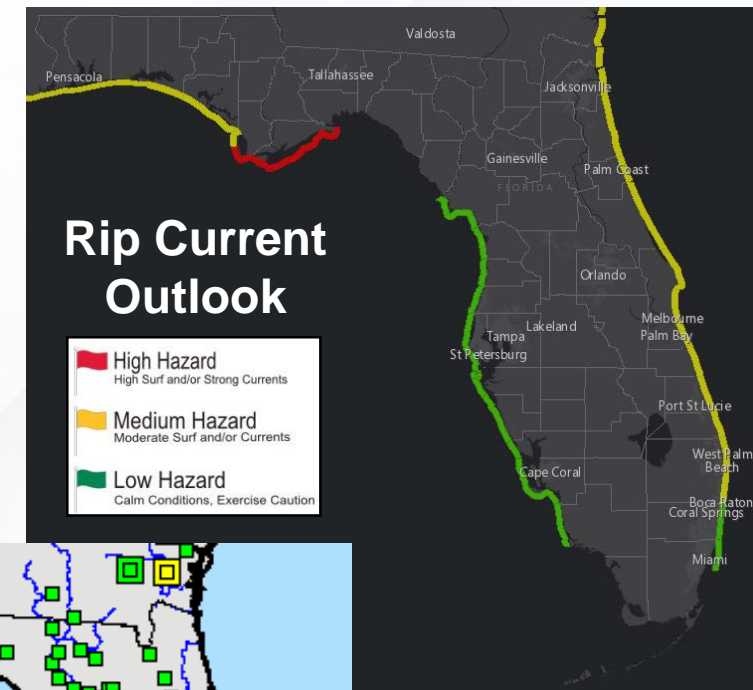 Valdosta
Pensacola
Tallahassee
Jacksonville
Gainesville
Palm Coast
FLORIDA
Rip Current
Outlook
Orlando
Melbourne
Palm Bay
Lakeland
Tampa
St Petersburg
High Hazard
High Surf and/or Strong Currents
Medium Hazard
Moderate Surf and/or Currents
Low Hazard
Calm Conditions, Exercise Caution
Port St Lucie
West Palm
Beach
Cape Coral
Boca Raton
Coral Springs
Miami